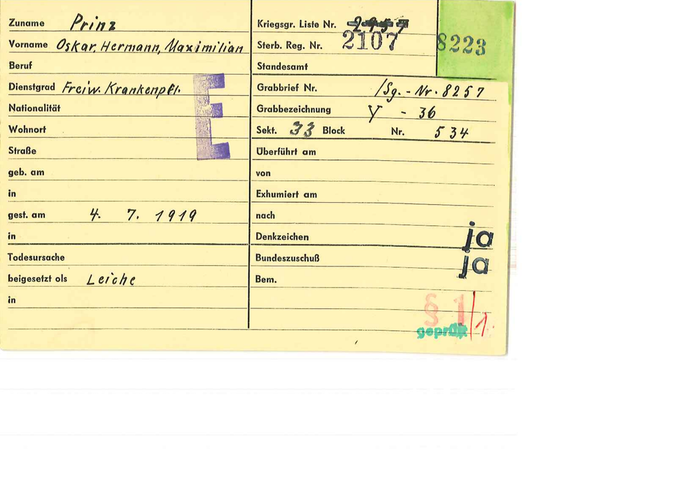 Zuname Prinz
Vorname Oskar, Hermann, Maximilian
Beruf
Dienstgrad Freiw. Krankenpfl.
Nationalität
Wohnort
Straße
geb. am
in
gest. am 4. 7. 1919
in
Todesursache
beigesetzt als Leiche
in
E
Kriegsgr. Liste Nr.
Sterb. Reg. Nr. 2107
8223
Standesamt
Grabbrief Nr. /Sg.-Nr. 8257
Grabbezeichnung Y - 36
Sekt. 33 Block Nr. 534
Überführt am
von
Exhumiert am
nach
Denkzeichen ja
Bundeszuschuß ja
Bem.
§ 1/1.
geprüft